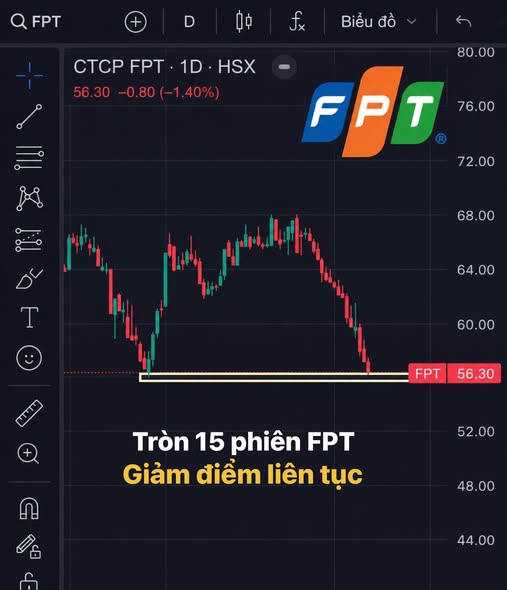 FPT
D
Biểu đồ
CTCP FPT · 1D · HSX
56.30 −0.80 (−1.40%)
FPT
®
80.00
76.00
72.00
68.00
64.00
60.00
FPT 56.30
52.00
48.00
44.00
Tròn 15 phiên FPT
Giảm điểm liên tục